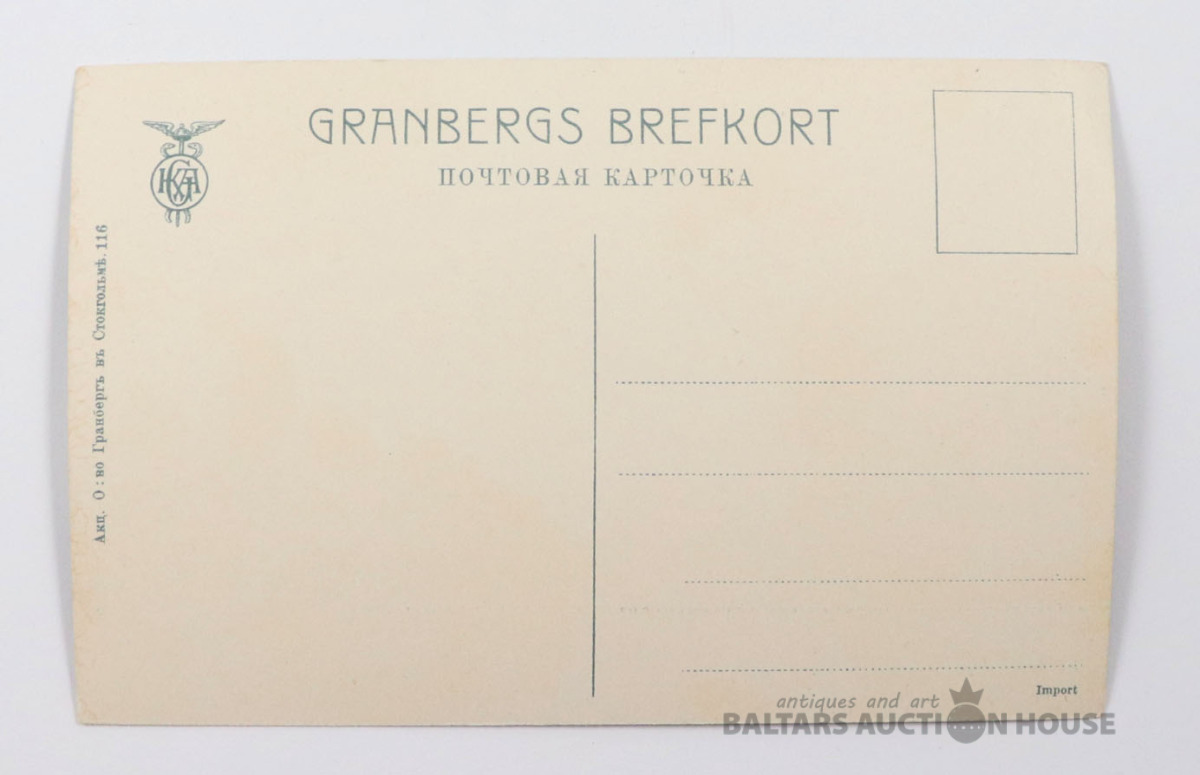 GRANBERGS BREFKORT
ПОЧТОВАЯ КАРТОЧКА
Акц. О:во Гранбергъ въ Стокгольмѣ. 116
Import
antiques and art
BALTARS AUCTION HOUSE